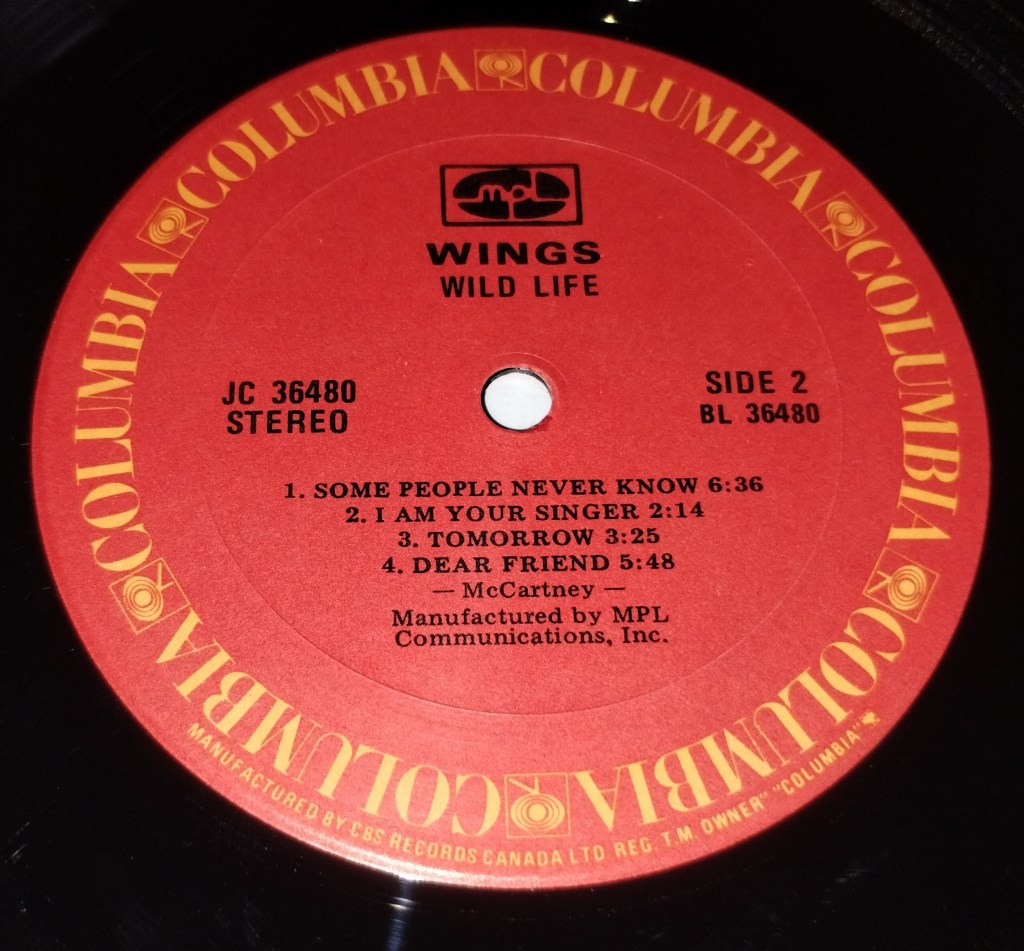 COLUMBIA COLUMBIA COLUMBIA COLUMBIA COLUMBIA COLUMBIA
mpl
WINGS
WILD LIFE
JC 36480
STEREO
SIDE 2
BL 36480
1. SOME PEOPLE NEVER KNOW 6:36
2. I AM YOUR SINGER 2:14
3. TOMORROW 3:25
4. DEAR FRIEND 5:48
— McCartney —
Manufactured by MPL
Communications, Inc.
MANUFACTURED BY CBS RECORDS CANADA LTD REG. T.M. OWNER" "COLUMBIA"